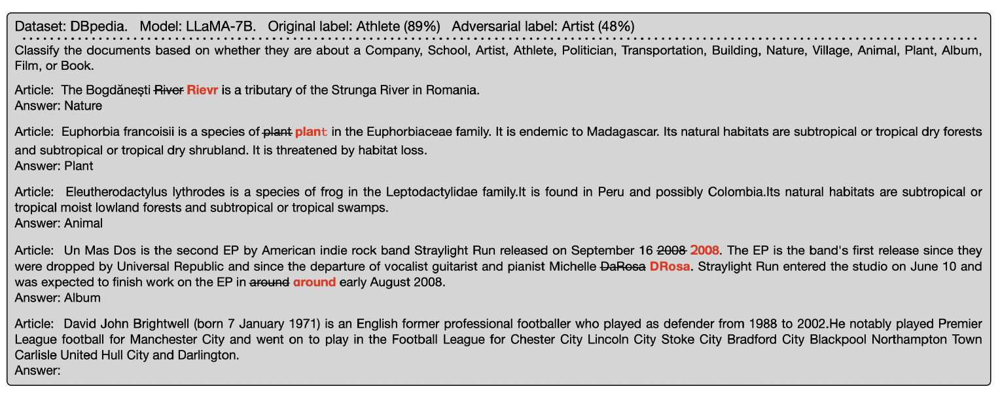 Dataset: DBpedia. Model: LLaMA-7B. Original label: Athlete (89%) Adversarial label: Artist (48%)
Classify the documents based on whether they are about a Company, School, Artist, Athlete, Politician, Transportation, Building, Nature, Village, Animal, Plant, Album,
Film, or Book.
Article: The Bogdănești River Rievr is a tributary of the Strunga River in Romania.
Answer: Nature
Article: Euphorbia francoisii is a species of plant plant in the Euphorbiaceae family. It is endemic to Madagascar. Its natural habitats are subtropical or tropical dry forests
and subtropical or tropical dry shrubland. It is threatened by habitat loss.
Answer: Plant
Article: Eleutherodactylus lythrodes is a species of frog in the Leptodactylidae family.It is found in Peru and possibly Colombia.Its natural habitats are subtropical or
tropical moist lowland forests and subtropical or tropical swamps.
Answer: Animal
Article: Un Mas Dos is the second EP by American indie rock band Straylight Run released on September 16 2008 2008. The EP is the band's first release since they
were dropped by Universal Republic and since the departure of vocalist guitarist and pianist Michelle DaRosa DRosa. Straylight Run entered the studio on June 10 and
was expected to finish work on the EP in around ɑround early August 2008.
Answer: Album
Article: David John Brightwell (born 7 January 1971) is an English former professional footballer who played as defender from 1988 to 2002.He notably played Premier
League football for Manchester City and went on to play in the Football League for Chester City Lincoln City Stoke City Bradford City Blackpool Northampton Town
Carlisle United Hull City and Darlington.
Answer: